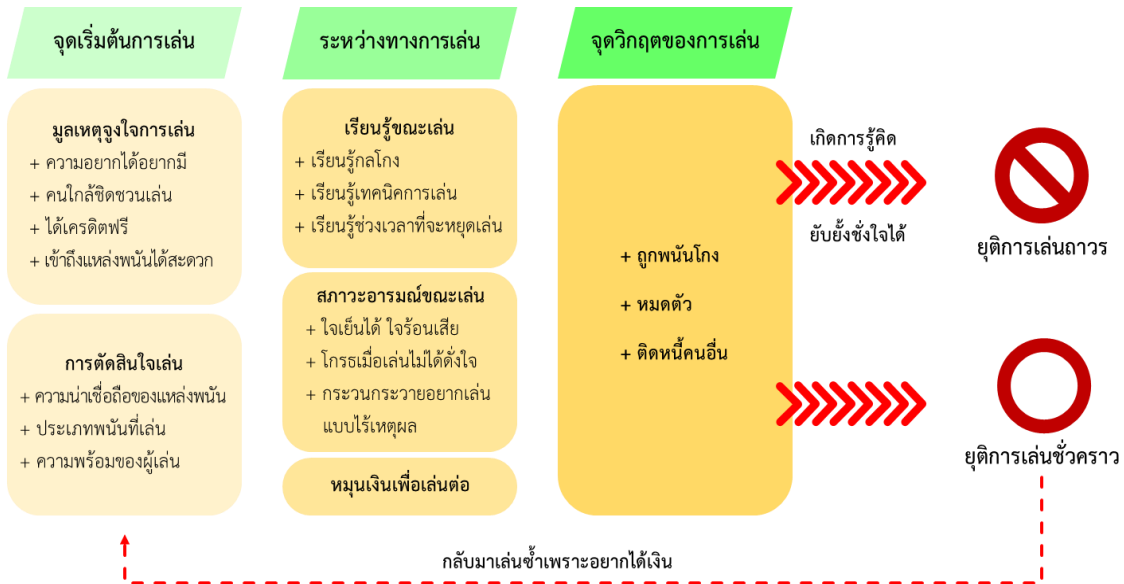 จุดเริ่มต้นการเล่น
มูลเหตุจูงใจการเล่น
+ ความอยากได้อยากมี
+ คนใกล้ชิดชวนเล่น
+ ได้เครดิตฟรี
+ เข้าถึงแหล่งพนันได้สะดวก
การตัดสินใจเล่น
+ ความน่าเชื่อถือของแหล่งพนัน
+ ประเภทพนันที่เล่น
+ ความพร้อมของผู้เล่น
ระหว่างทางการเล่น
เรียนรู้ขณะเล่น
+ เรียนรู้กลโกง
+ เรียนรู้เทคนิคการเล่น
+ เรียนรู้ช่วงเวลาที่จะหยุดเล่น
สภาวะอารมณ์ขณะเล่น
+ ใจเย็นได้ ใจร้อนเสีย
+ โกรธเมื่อเล่นไม่ได้ดั่งใจ
+ กระวนกระวายอยากเล่น
แบบไร้เหตุผล
หมุนเงินเพื่อเล่นต่อ
จุดวิกฤตของการเล่น
+ ถูกพนันโกง
+ หมดตัว
+ ติดหนี้คนอื่น
เกิดการรู้คิด
ยับยั้งชั่งใจได้
ยุติการเล่นถาวร
ยุติการเล่นชั่วคราว
กลับมาเล่นซ้ำเพราะอยากได้เงิน